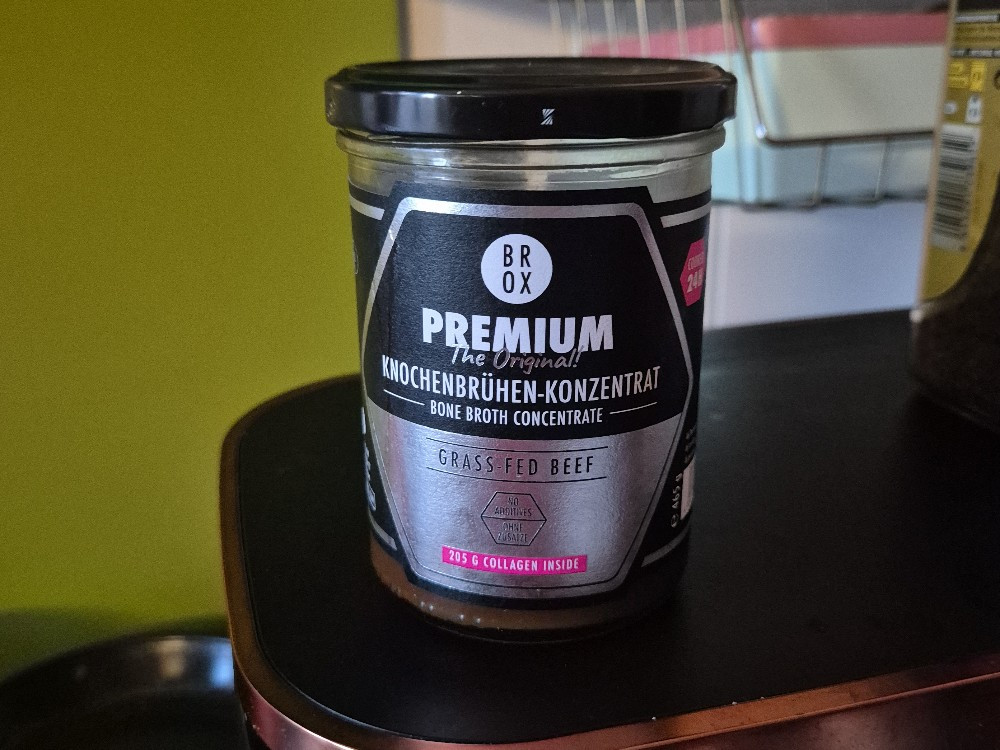 BR
OX
PREMIUM
The Original!
KNOCHENBRÜHEN-KONZENTRAT
BONE BROTH CONCENTRATE
GRASS-FED BEEF
NO
ADDITIVES
OHNE
ZUSÄTZE
205 G COLLAGEN INSIDE
℮ 465 g